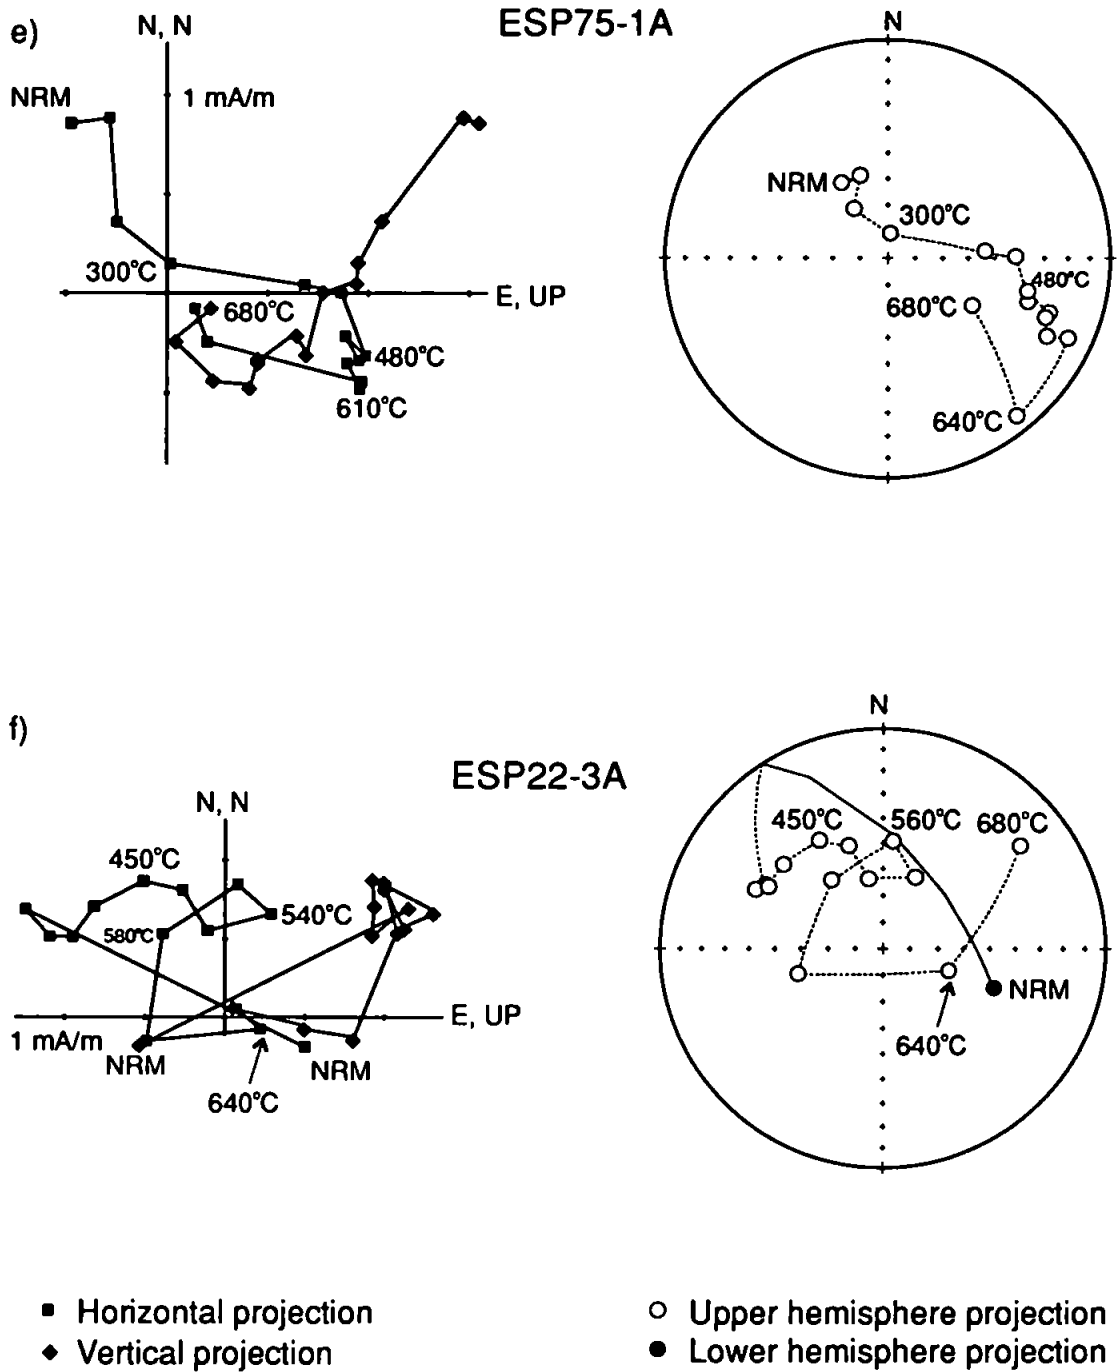 e)
ESP75-1A
N, N
NRM
1 mA/m
300°C
E, UP
680°C
480°C
610°C
N
NRM
300°C
480°C
680°C
640°C
f)
ESP22-3A
N, N
450°C
540°C
580°C
E, UP
1 mA/m
NRM
NRM
640°C
N
450°C
560°C
680°C
NRM
640°C
Horizontal projection
Vertical projection
Upper hemisphere projection
Lower hemisphere projection